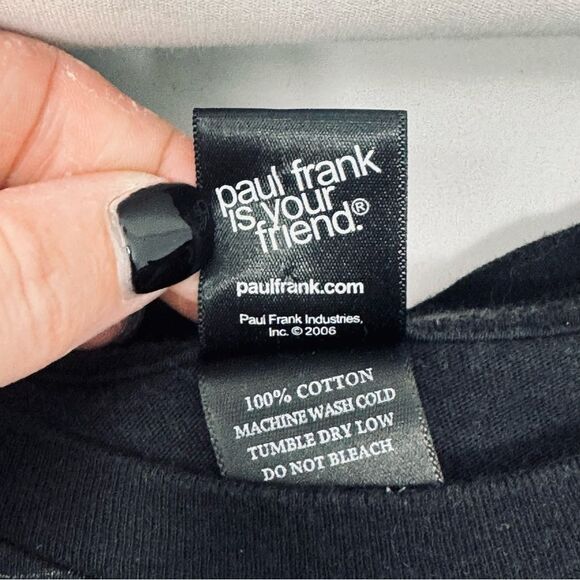 paul frank
is your
friend.®
paulfrank.com
Paul Frank Industries,
Inc. © 2006
100% COTTON
MACHINE WASH COLD
TUMBLE DRY LOW
DO NOT BLEACH